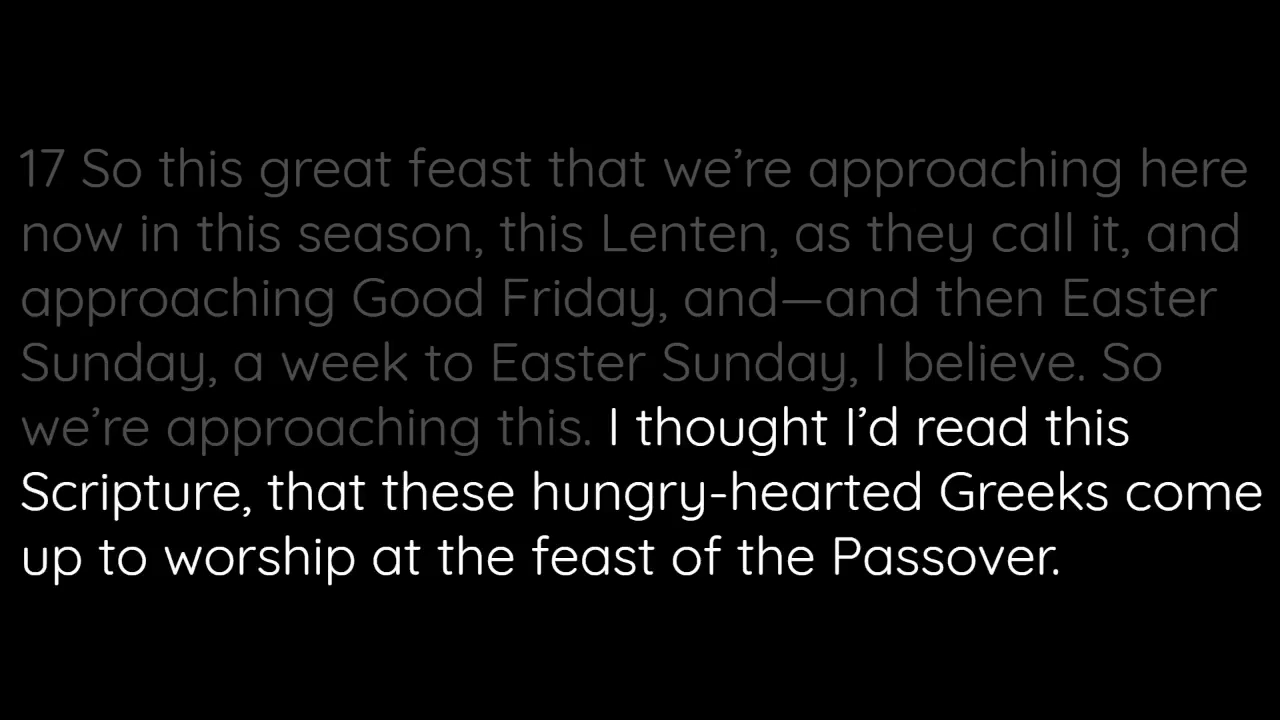 17 So this great feast that we’re approaching here
now in this season, this Lenten, as they call it, and
approaching Good Friday, and—and then Easter
Sunday, a week to Easter Sunday, I believe. So
we’re approaching this. I thought I’d read this
Scripture, that these hungry-hearted Greeks come
up to worship at the feast of the Passover.